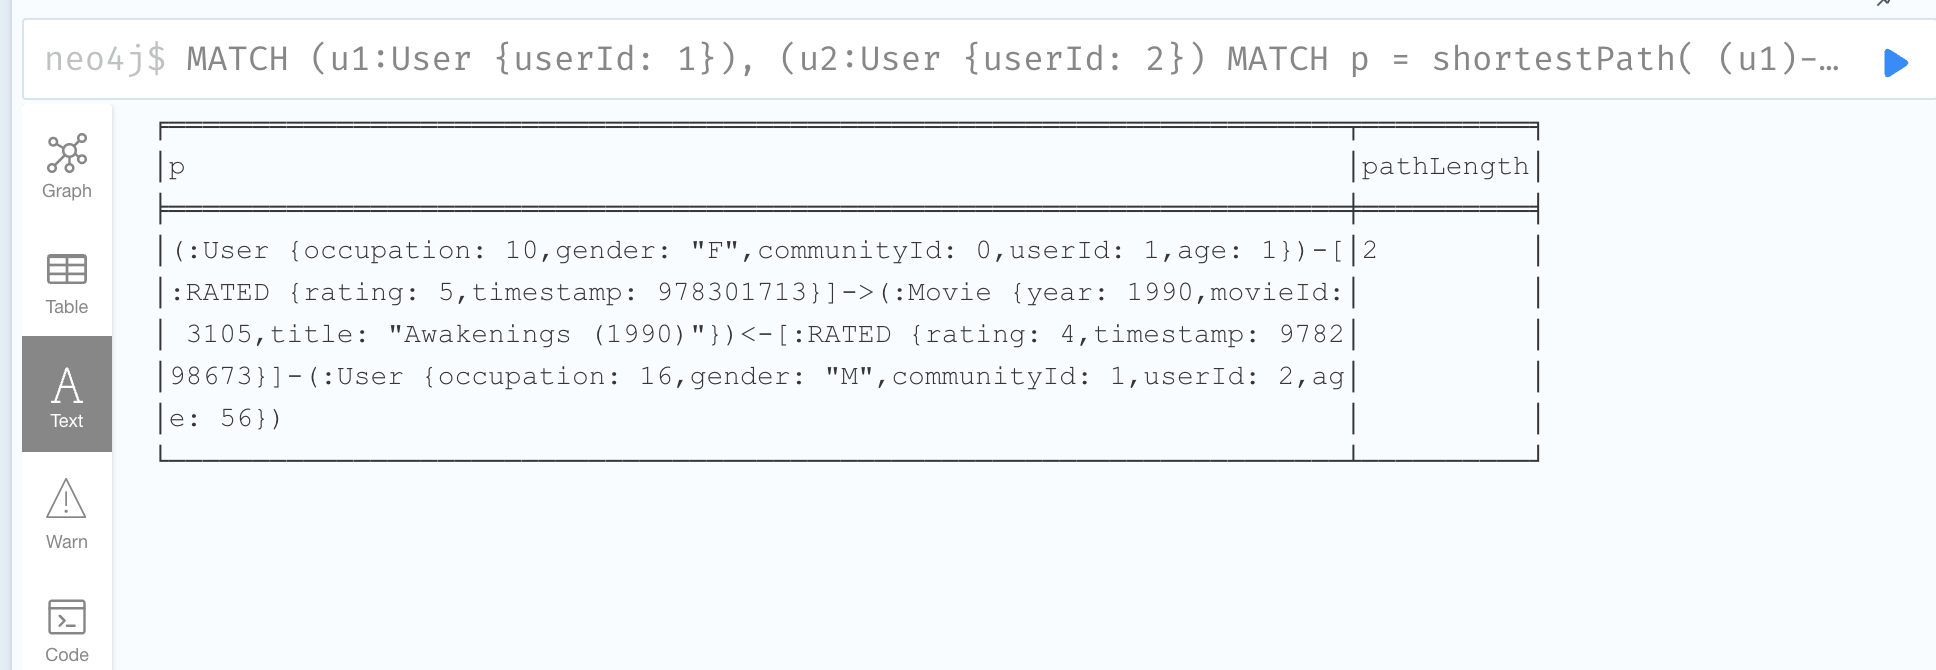 neo4j$ MATCH (u1:User {userId: 1}), (u2:User {userId: 2}) MATCH p = shortestPath( (u1)-…
Graph
Table
Text
Warn
Code
p pathLength
(:User {occupation: 10,gender: "F",communityId: 0,userId: 1,age: 1})-[ 2
:RATED {rating: 5,timestamp: 978301713}]->(:Movie {year: 1990,movieId:
3105,title: "Awakenings (1990)"})<-[:RATED {rating: 4,timestamp: 9782
98673}]-(:User {occupation: 16,gender: "M",communityId: 1,userId: 2,ag
e: 56})